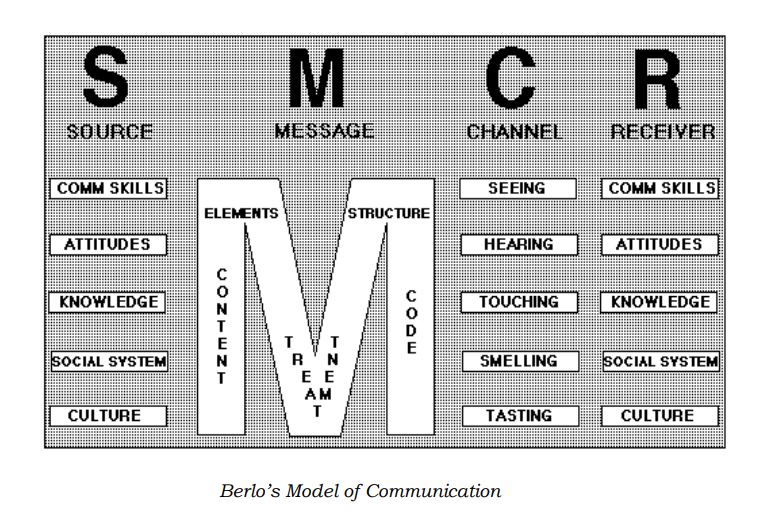 S M C R
SOURCE MESSAGE CHANNEL RECEIVER
COMM SKILLS
ATTITUDES
KNOWLEDGE
SOCIAL SYSTEM
CULTURE
ELEMENTS STRUCTURE
CONTENT
TREATMENT
CODE
SEEING
HEARING
TOUCHING
SMELLING
TASTING
COMM SKILLS
ATTITUDES
KNOWLEDGE
SOCIAL SYSTEM
CULTURE
Berlo's Model of Communication